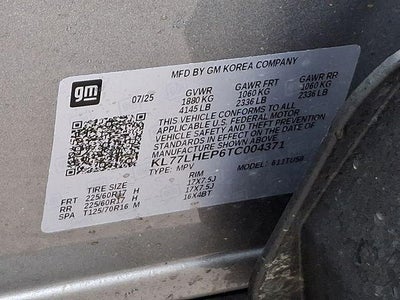 gm
MFD BY GM KOREA COMPANY
07/25 GVWR GAWR FRT GAWR RR
1880 KG 1060 KG 1060 KG
4145 LB 2336 LB 2336 LB
THIS VEHICLE CONFORMS TO ALL
APPLICABLE U.S. FEDERAL MOTOR
VEHICLE SAFETY AND THEFT PREVENTION
STANDARDS IN EFFECT ON THE DATE OF
MANUFACTURE SHOWN ABOVE.
KL77LHEP6TC004371
TYPE: MPV MODEL: 611TU58
TIRE SIZE RIM
FRT 225/60R17 H 17X7.5J
RR 225/60R17 H 17X7.5J
SPA T125/70R16 M 16X4BT